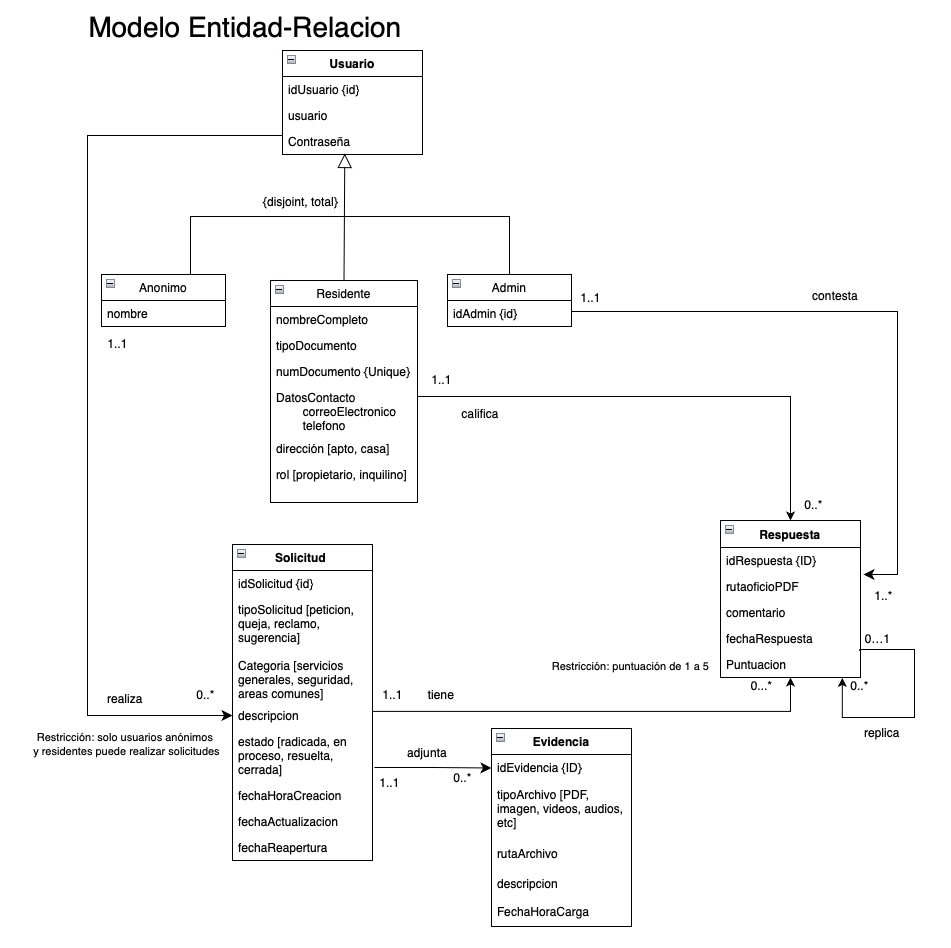 Modelo Entidad-Relacion
Usuario
idUsuario {id}
usuario
Contraseña
{disjoint, total}
Anonimo
nombre
1..1
Residente
nombreCompleto
tipoDocumento
numDocumento {Unique}
DatosContacto
correoElectronico
telefono
dirección [apto, casa]
rol [propietario, inquilino]
Admin
idAdmin {id}
1..1
contesta
1..1
califica
0..*
Respuesta
idRespuesta {ID}
rutaoficioPDF
comentario
fechaRespuesta
Puntuacion
1..*
0...1
0..*
replica
Restricción: puntuación de 1 a 5
0...*
Solicitud
idSolicitud {id}
tipoSolicitud [peticion,
queja, reclamo,
sugerencia]
Categoria [servicios
generales, seguridad,
areas comunes]
descripcion
estado [radicada, en
proceso, resuelta,
cerrada]
fechaHoraCreacion
fechaActualizacion
fechaReapertura
realiza
0..*
Restricción: solo usuarios anónimos
y residentes puede realizar solicitudes
1..1
tiene
adjunta
1..1
0..*
Evidencia
idEvidencia {ID}
tipoArchivo [PDF,
imagen, videos, audios,
etc]
rutaArchivo
descripcion
FechaHoraCarga